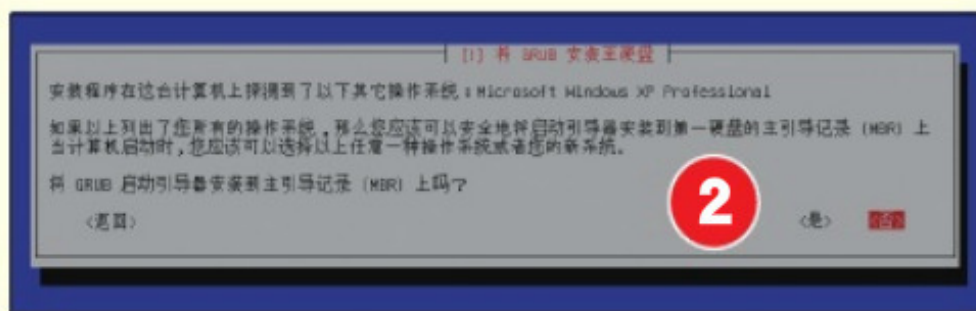 [!] 将 GRUB 安装至硬盘
安装程序在这台计算机上探测到了以下其它操作系统：Microsoft Windows XP Professional
如果以上列出了您所有的操作系统，那么您应该可以安全地将启动引导器安装到第一硬盘的主引导记录 (MBR) 上
当计算机启动时，您应该可以选择以上任意一种操作系统或者您的新系统。
将 GRUB 启动引导器安装到主引导记录 (MBR) 上吗？
2
<返回> <是> <否>